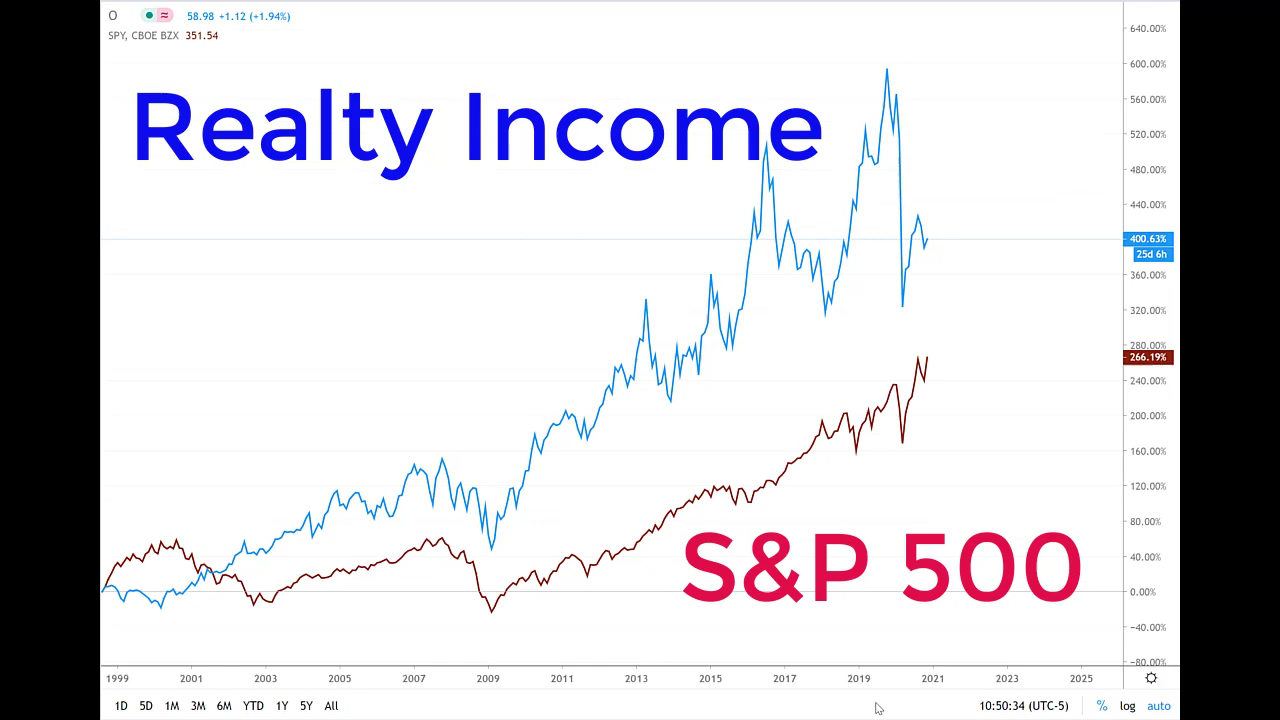 O 58.98 +1.12 (+1.94%)
SPY, CBOE BZX 351.54
Realty Income
S&P 500
640.00%
600.00%
560.00%
520.00%
480.00%
440.00%
400.63%
25d 6h
360.00%
320.00%
280.00%
266.19%
240.00%
200.00%
160.00%
120.00%
80.00%
40.00%
0.00%
−40.00%
−80.00%
1999 2001 2003 2005 2007 2009 2011 2013 2015 2017 2019 2021 2023 2025
1D 5D 1M 3M 6M YTD 1Y 5Y All 10:50:34 (UTC-5) % log auto